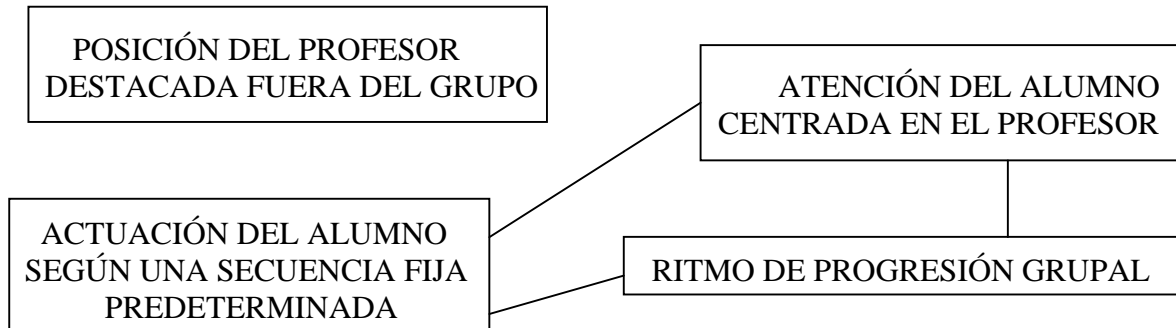 POSICIÓN DEL PROFESOR
DESTACADA FUERA DEL GRUPO
ATENCIÓN DEL ALUMNO
CENTRADA EN EL PROFESOR
ACTUACIÓN DEL ALUMNO
SEGÚN UNA SECUENCIA FIJA
PREDETERMINADA
RITMO DE PROGRESIÓN GRUPAL